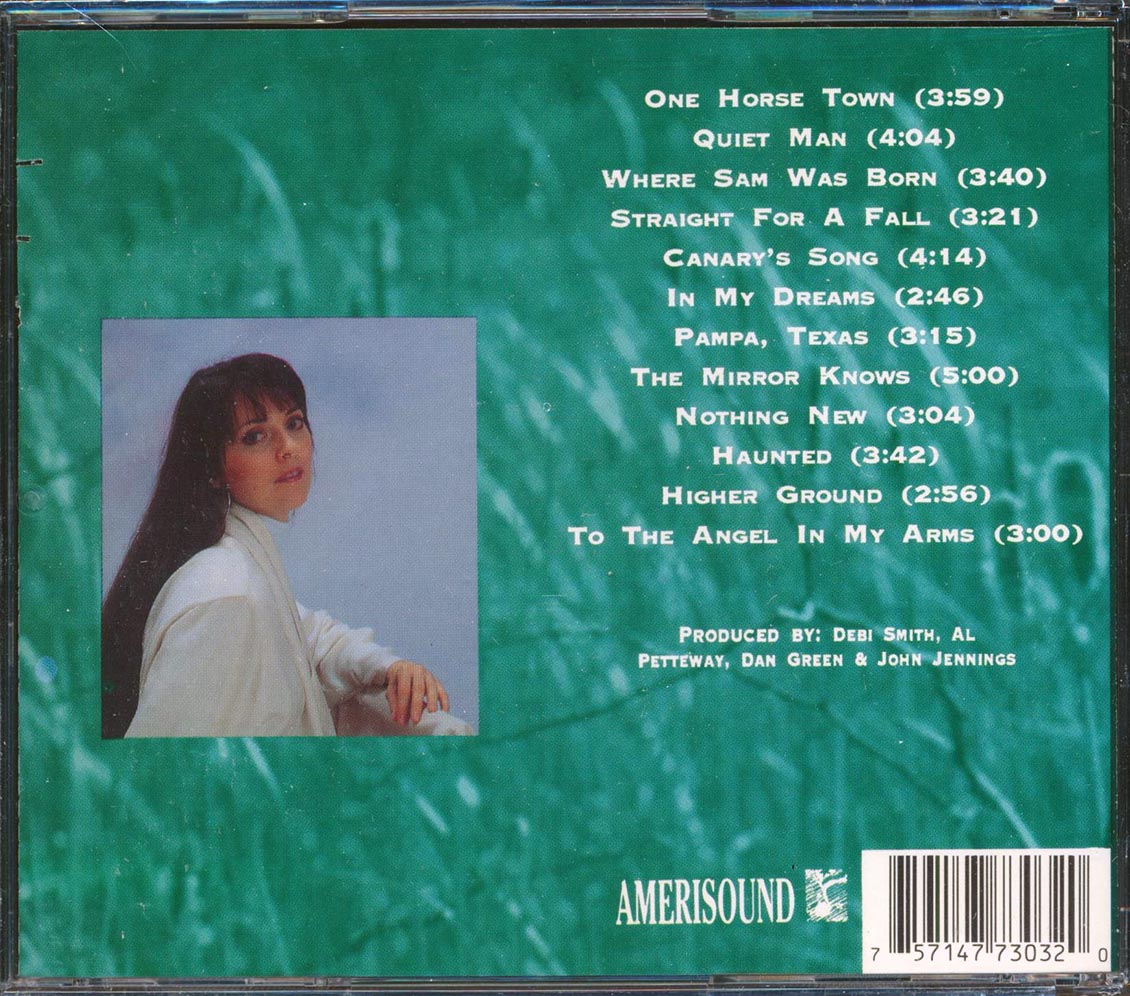 One Horse Town (3:59)
Quiet Man (4:04)
Where Sam Was Born (3:40)
Straight For A Fall (3:21)
Canary's Song (4:14)
In My Dreams (2:46)
Pampa, Texas (3:15)
The Mirror Knows (5:00)
Nothing New (3:04)
Haunted (3:42)
Higher Ground (2:56)
To The Angel In My Arms (3:00)
Produced by: Debi Smith, Al
Petteway, Dan Green & John Jennings
AMERISOUND
7 57147 73032 0